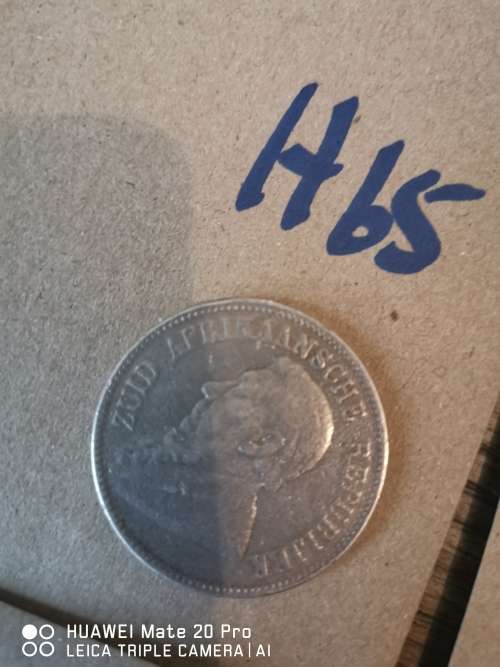 H65
ZUID AFRIKAANSCHE REPUBLIEK
HUAWEI Mate 20 Pro
LEICA TRIPLE CAMERA | AI